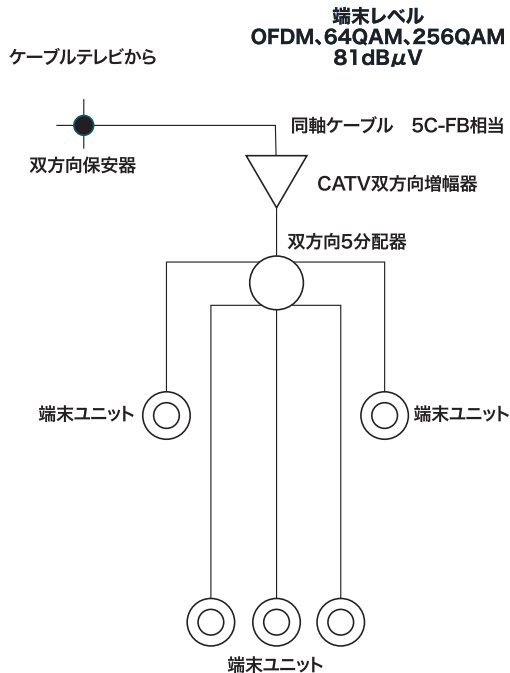 端末レベル
OFDM、64QAM、256QAM
81dBμV
ケーブルテレビから
同軸ケーブル　5C-FB相当
双方向保安器
CATV双方向増幅器
双方向5分配器
端末ユニット
端末ユニット
端末ユニット